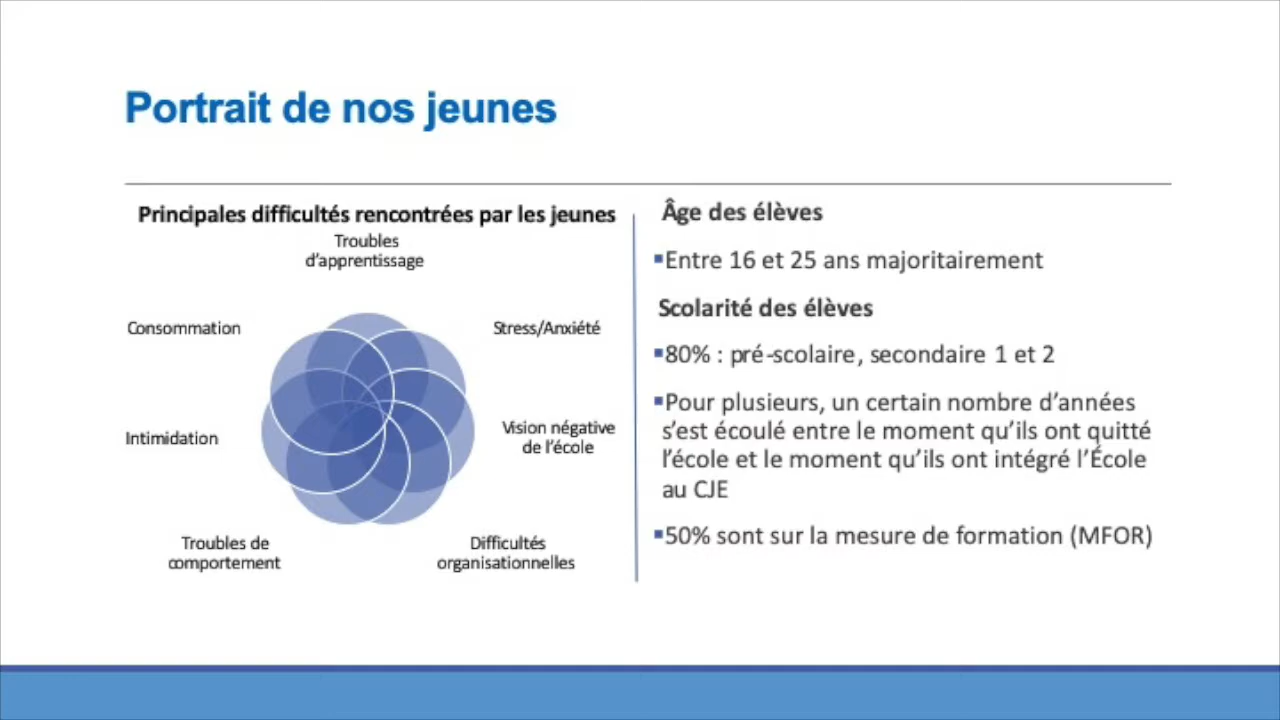 Portrait de nos jeunes
Principales difficultés rencontrées par les jeunes
Troubles
d'apprentissage
Stress/Anxiété
Vision négative
de l'école
Difficultés
organisationnelles
Troubles de
comportement
Intimidation
Consommation
Âge des élèves
▪Entre 16 et 25 ans majoritairement
Scolarité des élèves
▪80% : pré-scolaire, secondaire 1 et 2
▪Pour plusieurs, un certain nombre d'années
s'est écoulé entre le moment qu'ils ont quitté
l'école et le moment qu'ils ont intégré l'École
au CJE
▪50% sont sur la mesure de formation (MFOR)